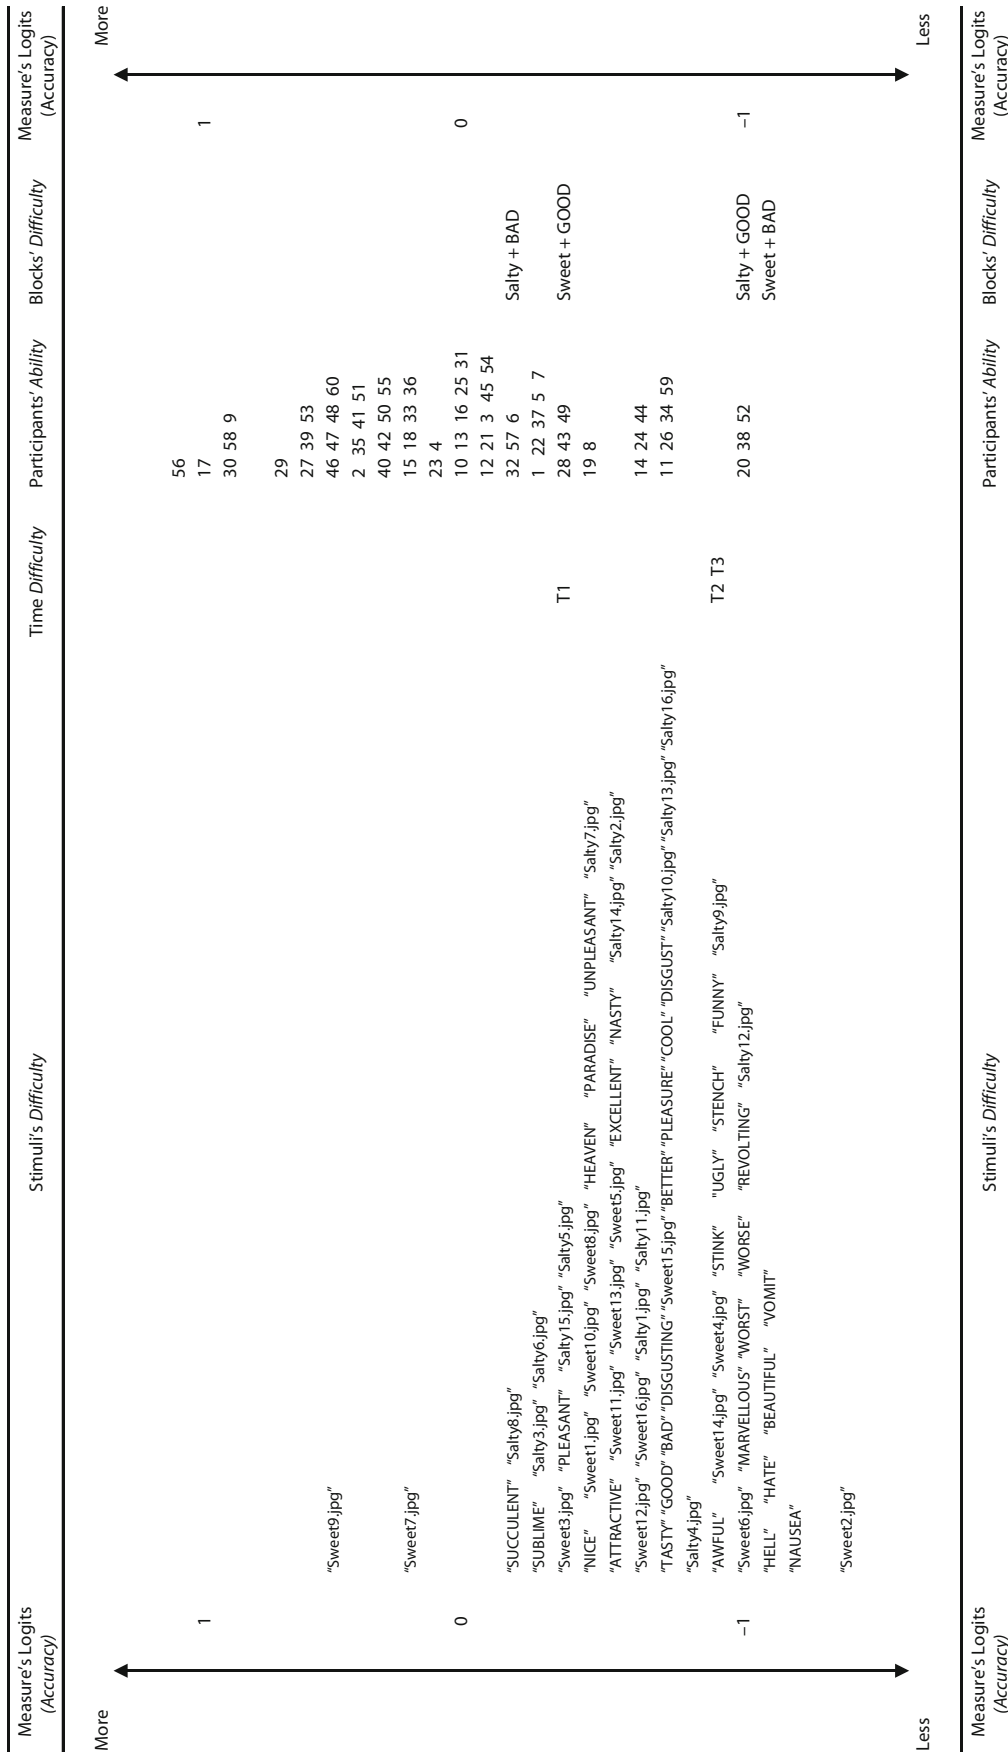 Measure's Logits Stimuli's Difficulty Time Difficulty Participants' Ability Blocks' Difficulty Measure's Logits
(Accuracy) (Accuracy)
More More
56
1 17 1
30 58 9
29
27 39 53
"Sweet9.jpg" 46 47 48 60
2 35 41 51
40 42 50 55
"Sweet7.jpg" 15 18 33 36
23 4
0 10 13 16 25 31 0
12 21 3 45 54
"SUCCULENT" "Salty8.jpg" 32 57 6 Salty + BAD
"SUBLIME" "Salty3.jpg" "Salty6.jpg" 1 22 37 5 7
"Sweet3.jpg" "PLEASANT" "Salty15.jpg" "Salty5.jpg" T1 28 43 49 Sweet + GOOD
"NICE" "Sweet1.jpg" "Sweet10.jpg" "Sweet8.jpg" "HEAVEN" "PARADISE" "UNPLEASANT" "Salty7.jpg" 19 8
"ATTRACTIVE" "Sweet11.jpg" "Sweet13.jpg" "Sweet5.jpg" "EXCELLENT" "NASTY" "Salty14.jpg" "Salty2.jpg"
"Sweet12.jpg" "Sweet16.jpg" "Salty1.jpg" "Salty11.jpg" 14 24 44
"TASTY" "GOOD" "BAD" "DISGUSTING" "Sweet15.jpg" "BETTER" "PLEASURE" "COOL" "DISGUST" "Salty10.jpg" "Salty13.jpg" "Salty16.jpg" 11 26 34 59
"Salty4.jpg"
"AWFUL" "Sweet14.jpg" "Sweet4.jpg" "STINK" "UGLY" "STENCH" "FUNNY" "Salty9.jpg" T2 T3
–1 "Sweet6.jpg" "MARVELLOUS" "WORST" "WORSE" "REVOLTING" "Salty12.jpg" 20 38 52 Salty + GOOD –1
"HELL" "HATE" "BEAUTIFUL" "VOMIT" Sweet + BAD
"NAUSEA"
"Sweet2.jpg"
Less Less
Measure's Logits Stimuli's Difficulty Participants' Ability Blocks' Difficulty Measure's Logits
(Accuracy) (Accuracy)